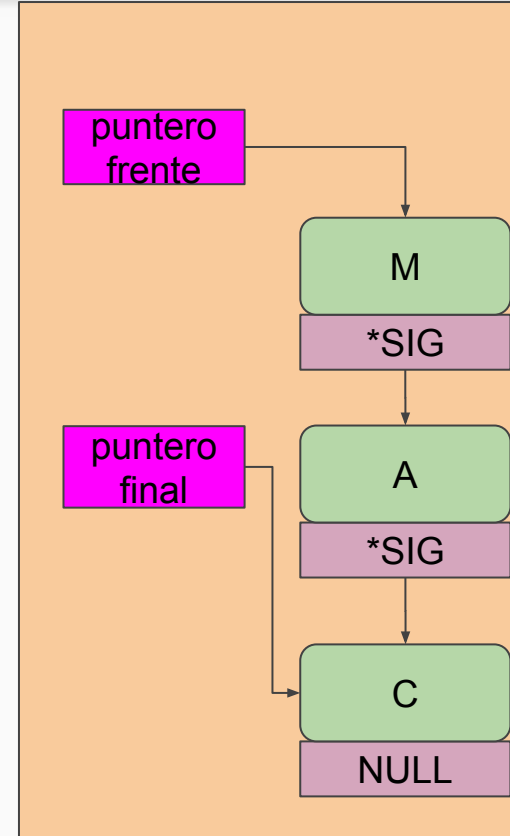 puntero
frente
M
*SIG
puntero
final
A
*SIG
C
NULL